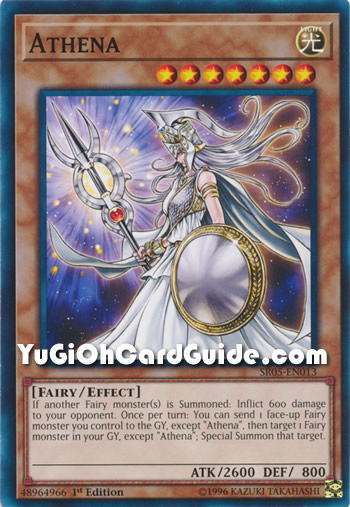 ATHENA
LIGHT
光
YuGiOhCardGuide.com
SR05-EN013
[FAIRY/EFFECT]
If another Fairy monster(s) is Summoned: Inflict 600 damage
to your opponent. Once per turn: You can send 1 face-up Fairy
monster you control to the GY, except "Athena", then target 1 Fairy
monster in your GY, except "Athena"; Special Summon that target.
ATK/2600 DEF/ 800
48964966 1st Edition ©1996 KAZUKI TAKAHASHI